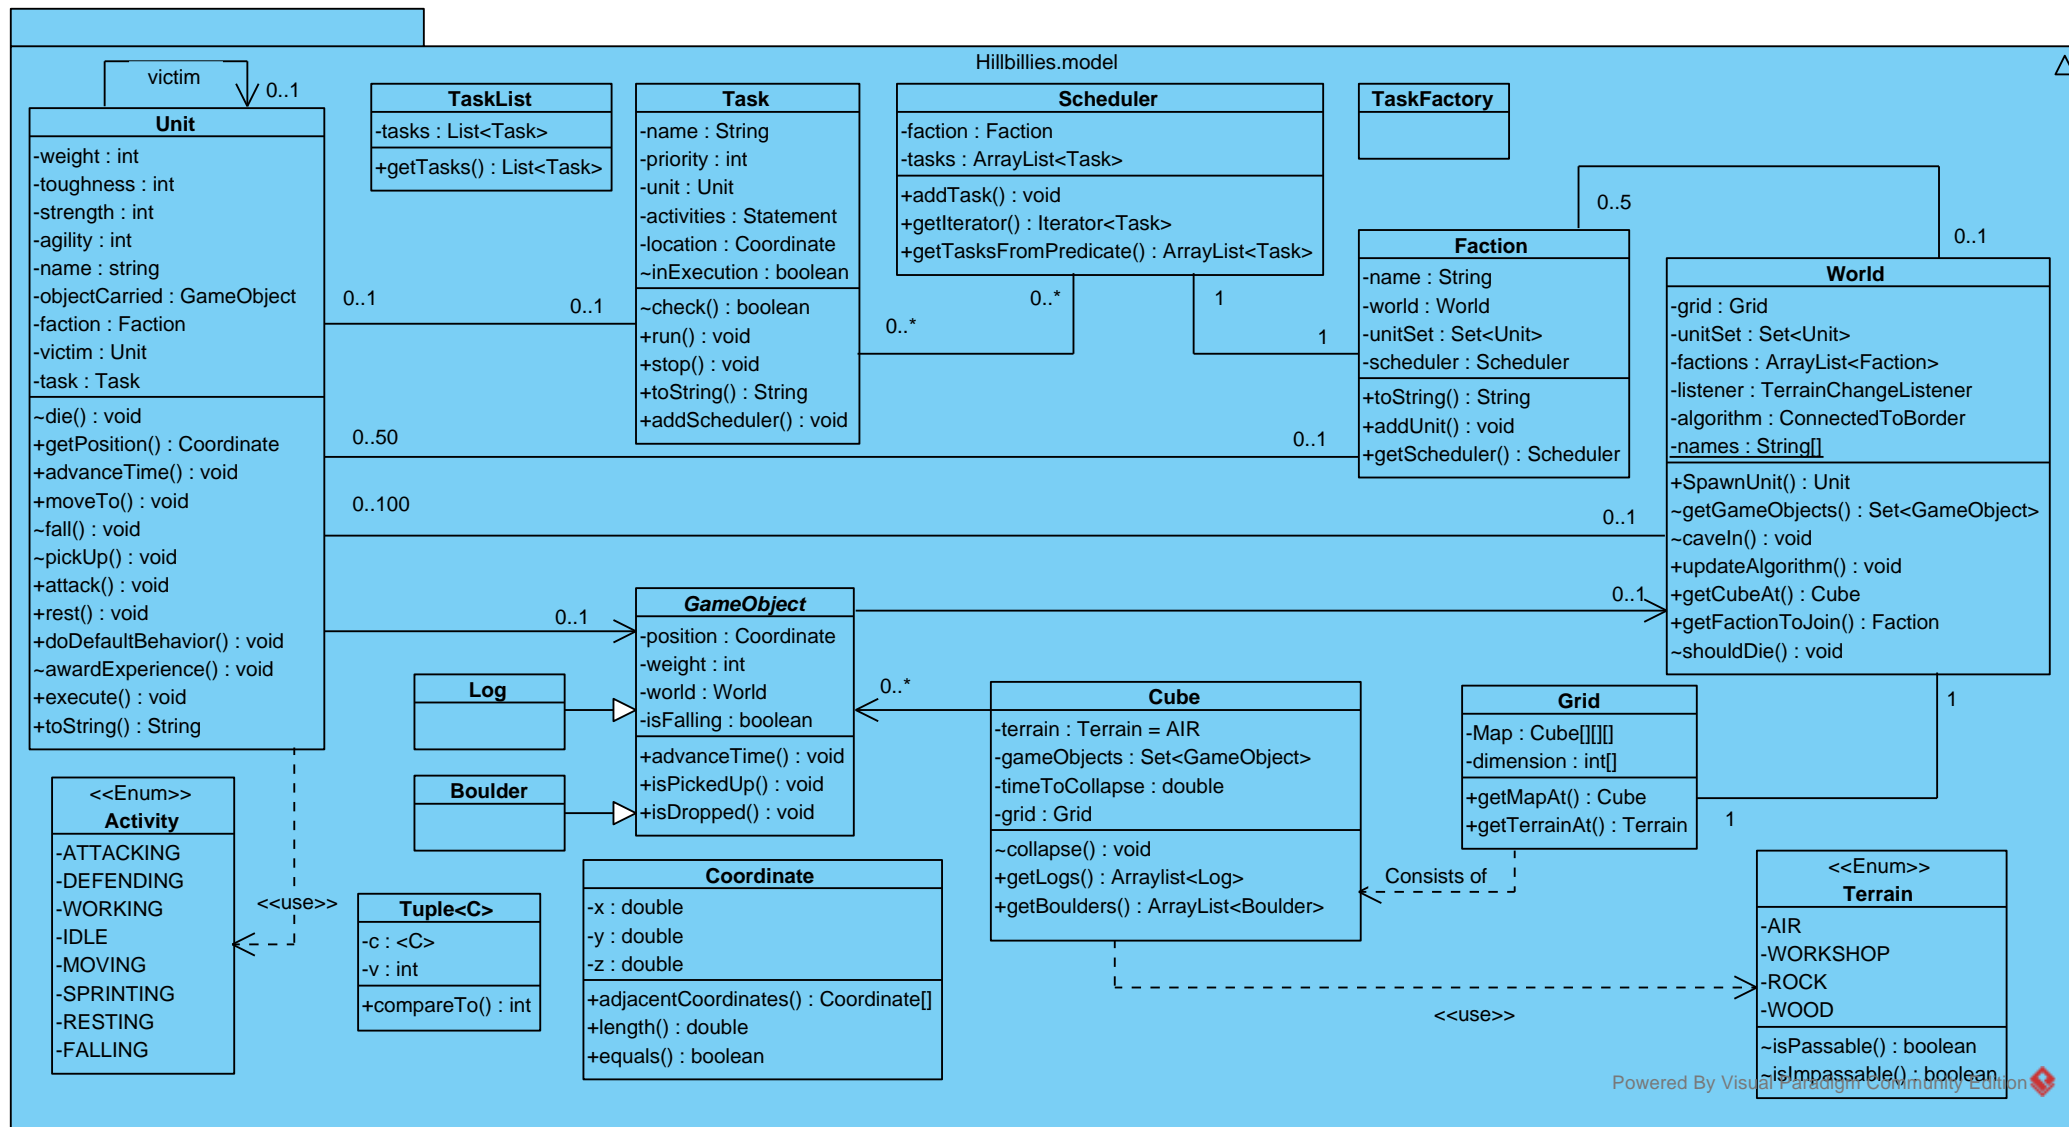 Hillbillies.model
victim
0..1
Unit
-weight : int
-toughness : int
-strength : int
-agility : int
-name : string
-objectCarried : GameObject
-faction : Faction
-victim : Unit
-task : Task
~die() : void
+getPosition() : Coordinate
+advanceTime() : void
+moveTo() : void
~fall() : void
~pickUp() : void
+attack() : void
+rest() : void
+doDefaultBehavior() : void
~awardExperience() : void
+execute() : void
+toString() : String
TaskList
-tasks : List<Task>
+getTasks() : List<Task>
Task
-name : String
-priority : int
-unit : Unit
-activities : Statement
-location : Coordinate
~inExecution : boolean
~check() : boolean
+run() : void
+stop() : void
+toString() : String
+addScheduler() : void
Scheduler
-faction : Faction
-tasks : ArrayList<Task>
+addTask() : void
+getIterator() : Iterator<Task>
+getTasksFromPredicate() : ArrayList<Task>
TaskFactory
0..5
0..1
Faction
-name : String
-world : World
-unitSet : Set<Unit>
-scheduler : Scheduler
+toString() : String
+addUnit() : void
+getScheduler() : Scheduler
World
-grid : Grid
-unitSet : Set<Unit>
-factions : ArrayList<Faction>
-listener : TerrainChangeListener
-algorithm : ConnectedToBorder
-names : String[]
+SpawnUnit() : Unit
~getGameObjects() : Set<GameObject>
~caveIn() : void
+updateAlgorithm() : void
+getCubeAt() : Cube
+getFactionToJoin() : Faction
~shouldDie() : void
0..1
0..1
0..*
0..*
1
1
0..50
0..1
0..100
0..1
0..1
0..1
GameObject
-position : Coordinate
-weight : int
-world : World
-isFalling : boolean
+advanceTime() : void
+isPickedUp() : void
+isDropped() : void
Log
Boulder
0..*
Cube
-terrain : Terrain = AIR
-gameObjects : Set<GameObject>
-timeToCollapse : double
-grid : Grid
~collapse() : void
+getLogs() : Arraylist<Log>
+getBoulders() : ArrayList<Boulder>
Grid
-Map : Cube[][][]
-dimension : int[]
+getMapAt() : Cube
+getTerrainAt() : Terrain
1
1
Consists of
<<Enum>>
Activity
-ATTACKING
-DEFENDING
-WORKING
-IDLE
-MOVING
-SPRINTING
-RESTING
-FALLING
<<use>>
Tuple<C>
-c : <C>
-v : int
+compareTo() : int
Coordinate
-x : double
-y : double
-z : double
+adjacentCoordinates() : Coordinate[]
+length() : double
+equals() : boolean
<<use>>
<<Enum>>
Terrain
-AIR
-WORKSHOP
-ROCK
-WOOD
~isPassable() : boolean
~isImpassable() : boolean
Powered By Visual Paradigm Community Edition